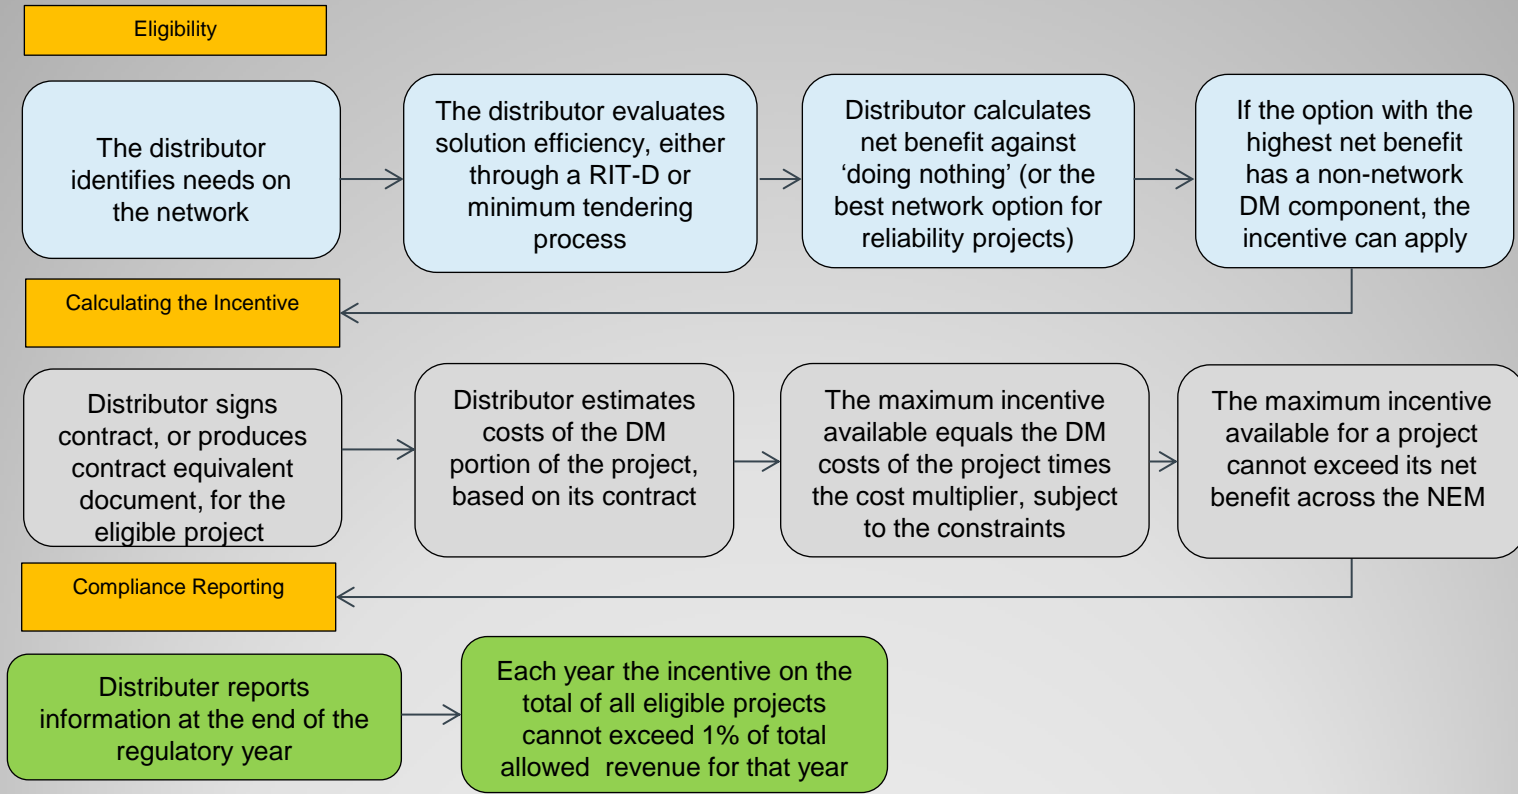 Eligibility
The distributor
identifies needs on
the network
The distributor evaluates
solution efficiency, either
through a RIT-D or
minimum tendering
process
Distributor calculates
net benefit against
‘doing nothing’ (or the
best network option for
reliability projects)
If the option with the
highest net benefit
has a non-network
DM component, the
incentive can apply
Calculating the Incentive
Distributor signs
contract, or produces
contract equivalent
document, for the
eligible project
Distributor estimates
costs of the DM
portion of the project,
based on its contract
The maximum incentive
available equals the DM
costs of the project times
the cost multiplier, subject
to the constraints
The maximum incentive
available for a project
cannot exceed its net
benefit across the NEM
Compliance Reporting
Distributer reports
information at the end of the
regulatory year
Each year the incentive on the
total of all eligible projects
cannot exceed 1% of total
allowed revenue for that year